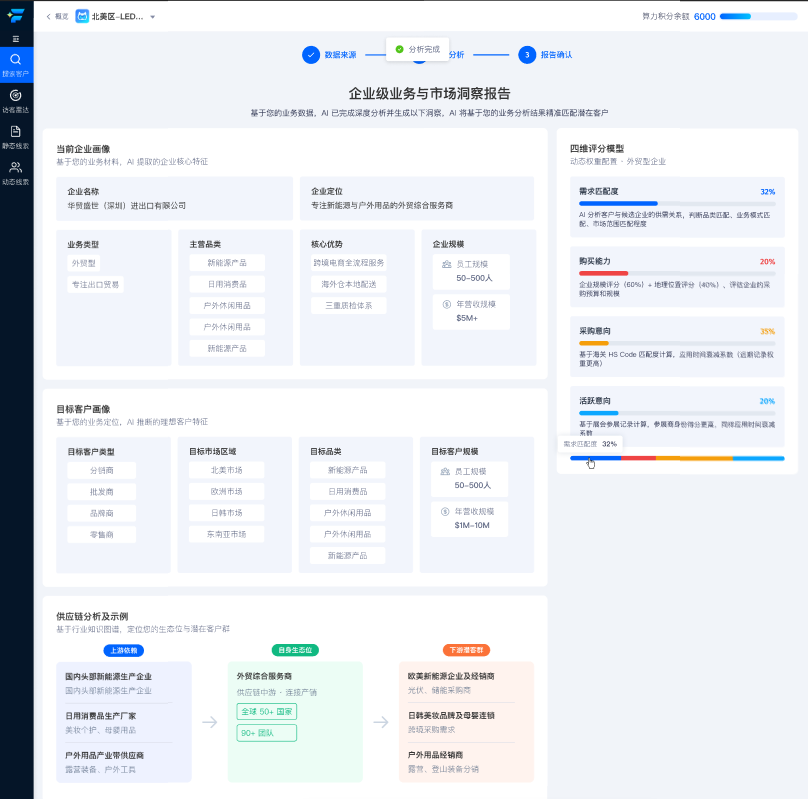 概览
北美区-LED...
算力积分余额 6000
搜索客户
访客雷达
静态线索
动态线索
数据来源
分析完成
分析
3 报告确认
企业级业务与市场洞察报告
基于您的业务数据，AI 已完成深度分析并生成以下洞察，AI 将基于您的业务分析结果精准匹配潜在客户
当前企业画像
基于您的业务材料，AI 提取的企业核心特征
企业名称
华贸盛世（深圳）进出口有限公司
企业定位
专注新能源与户外用品的外贸综合服务商
业务类型
外贸型
专注出口贸易
主营品类
新能源产品
日用消费品
户外休闲用品
户外休闲用品
新能源产品
核心优势
跨境电商全流程服务
海外仓本地配送
三重质检体系
企业规模
员工规模
50-500人
年营收规模
$5M+
目标客户画像
基于您的业务定位，AI 推断的理想客户特征
目标客户类型
分销商
批发商
品牌商
零售商
目标市场区域
北美市场
欧洲市场
日韩市场
东南亚市场
目标品类
新能源产品
日用消费品
户外休闲用品
户外休闲用品
新能源产品
目标客户规模
员工规模
50-500人
年营收规模
$1M-10M
供应链分析及示例
基于行业知识图谱，定位您的生态位与潜在客户群
上游依赖
国内头部新能源生产企业
国内头部新能源生产企业
日用消费品生产厂家
美妆个护、母婴用品
户外用品产业带供应商
露营装备、户外工具
自身生态位
外贸综合服务商
供应链中游 · 连接产销
全球 50+ 国家
90+ 团队
下游潜客群
欧美新能源企业及经销商
光伏、储能采购商
日韩美妆品牌及母婴连锁
跨境采购需求
户外用品经销商
露营、登山装备分销
四维评分模型
动态权重配置 · 外贸型企业
需求匹配度 32%
AI 分析客户与候选企业的供需关系，判断品类匹配、业务模式匹
配、市场范围匹配程度
购买能力 20%
企业规模评分（60%）+ 地理位置评分（40%），评估企业的采
购预算和规模
采购意向 35%
基于海关 HS Code 匹配度计算，应用时间衰减系数（近期记录权
重更高）
活跃意向 20%
基于展会参展记录计算，参展商身份得分更高，同样应用时间衰减
系数
需求匹配度 32%